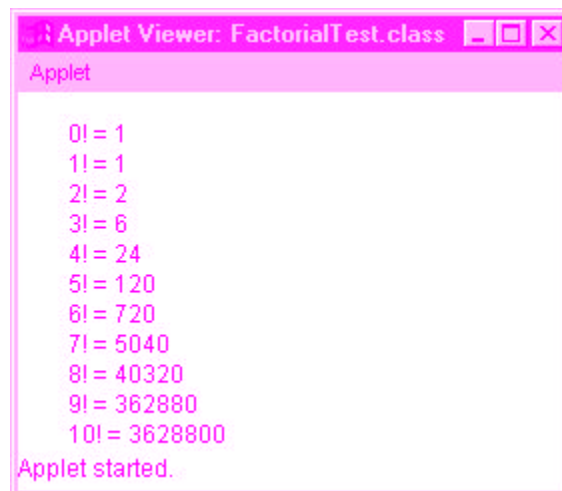 Applet Viewer: FactorialTest.class
Applet
0! = 1
1! = 1
2! = 2
3! = 6
4! = 24
5! = 120
6! = 720
7! = 5040
8! = 40320
9! = 362880
10! = 3628800
Applet started.